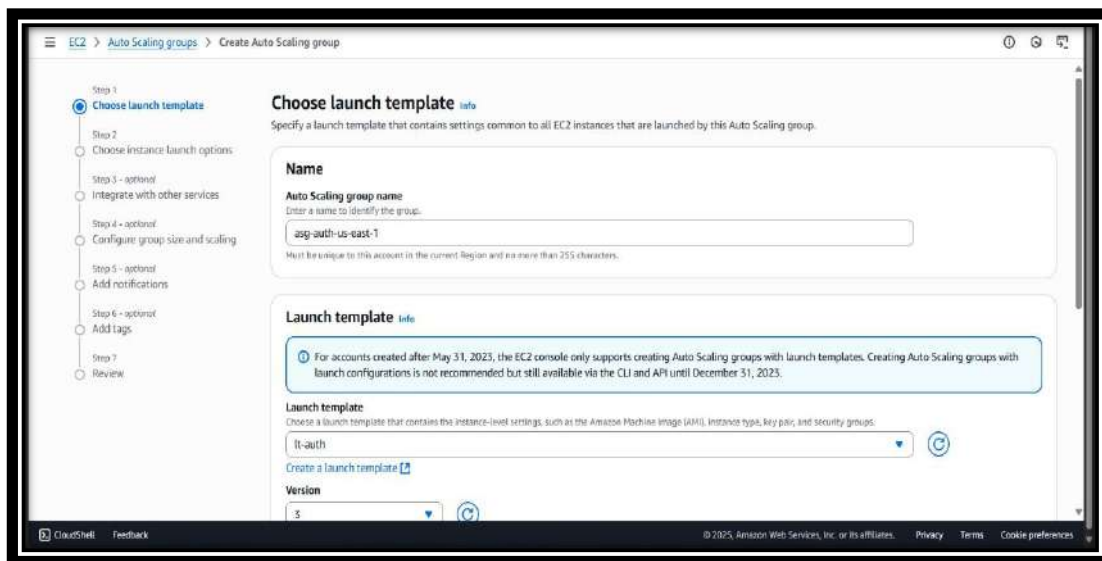 EC2 > Auto Scaling groups > Create Auto Scaling group
Step 1
Choose launch template
Step 2
Choose instance launch options
Step 3 - optional
Integrate with other services
Step 4 - optional
Configure group size and scaling
Step 5 - optional
Add notifications
Step 6 - optional
Add tags
Step 7
Review
Choose launch template Info
Specify a launch template that contains settings common to all EC2 instances that are launched by this Auto Scaling group.
Name
Auto Scaling group name
Enter a name to identify the group.
asg-auth-us-east-1
Must be unique to this account in the current Region and no more than 255 characters.
Launch template Info
For accounts created after May 31, 2023, the EC2 console only supports creating Auto Scaling groups with launch templates. Creating Auto Scaling groups with
launch configurations is not recommended but still available via the CLI and API until December 31, 2023.
Launch template
Choose a launch template that contains the instance-level settings, such as the Amazon Machine Image (AMI), instance type, key pair, and security groups.
lt-auth
Create a launch template
Version
3
CloudShell Feedback © 2025, Amazon Web Services, Inc. or its affiliates. Privacy Terms Cookie preferences